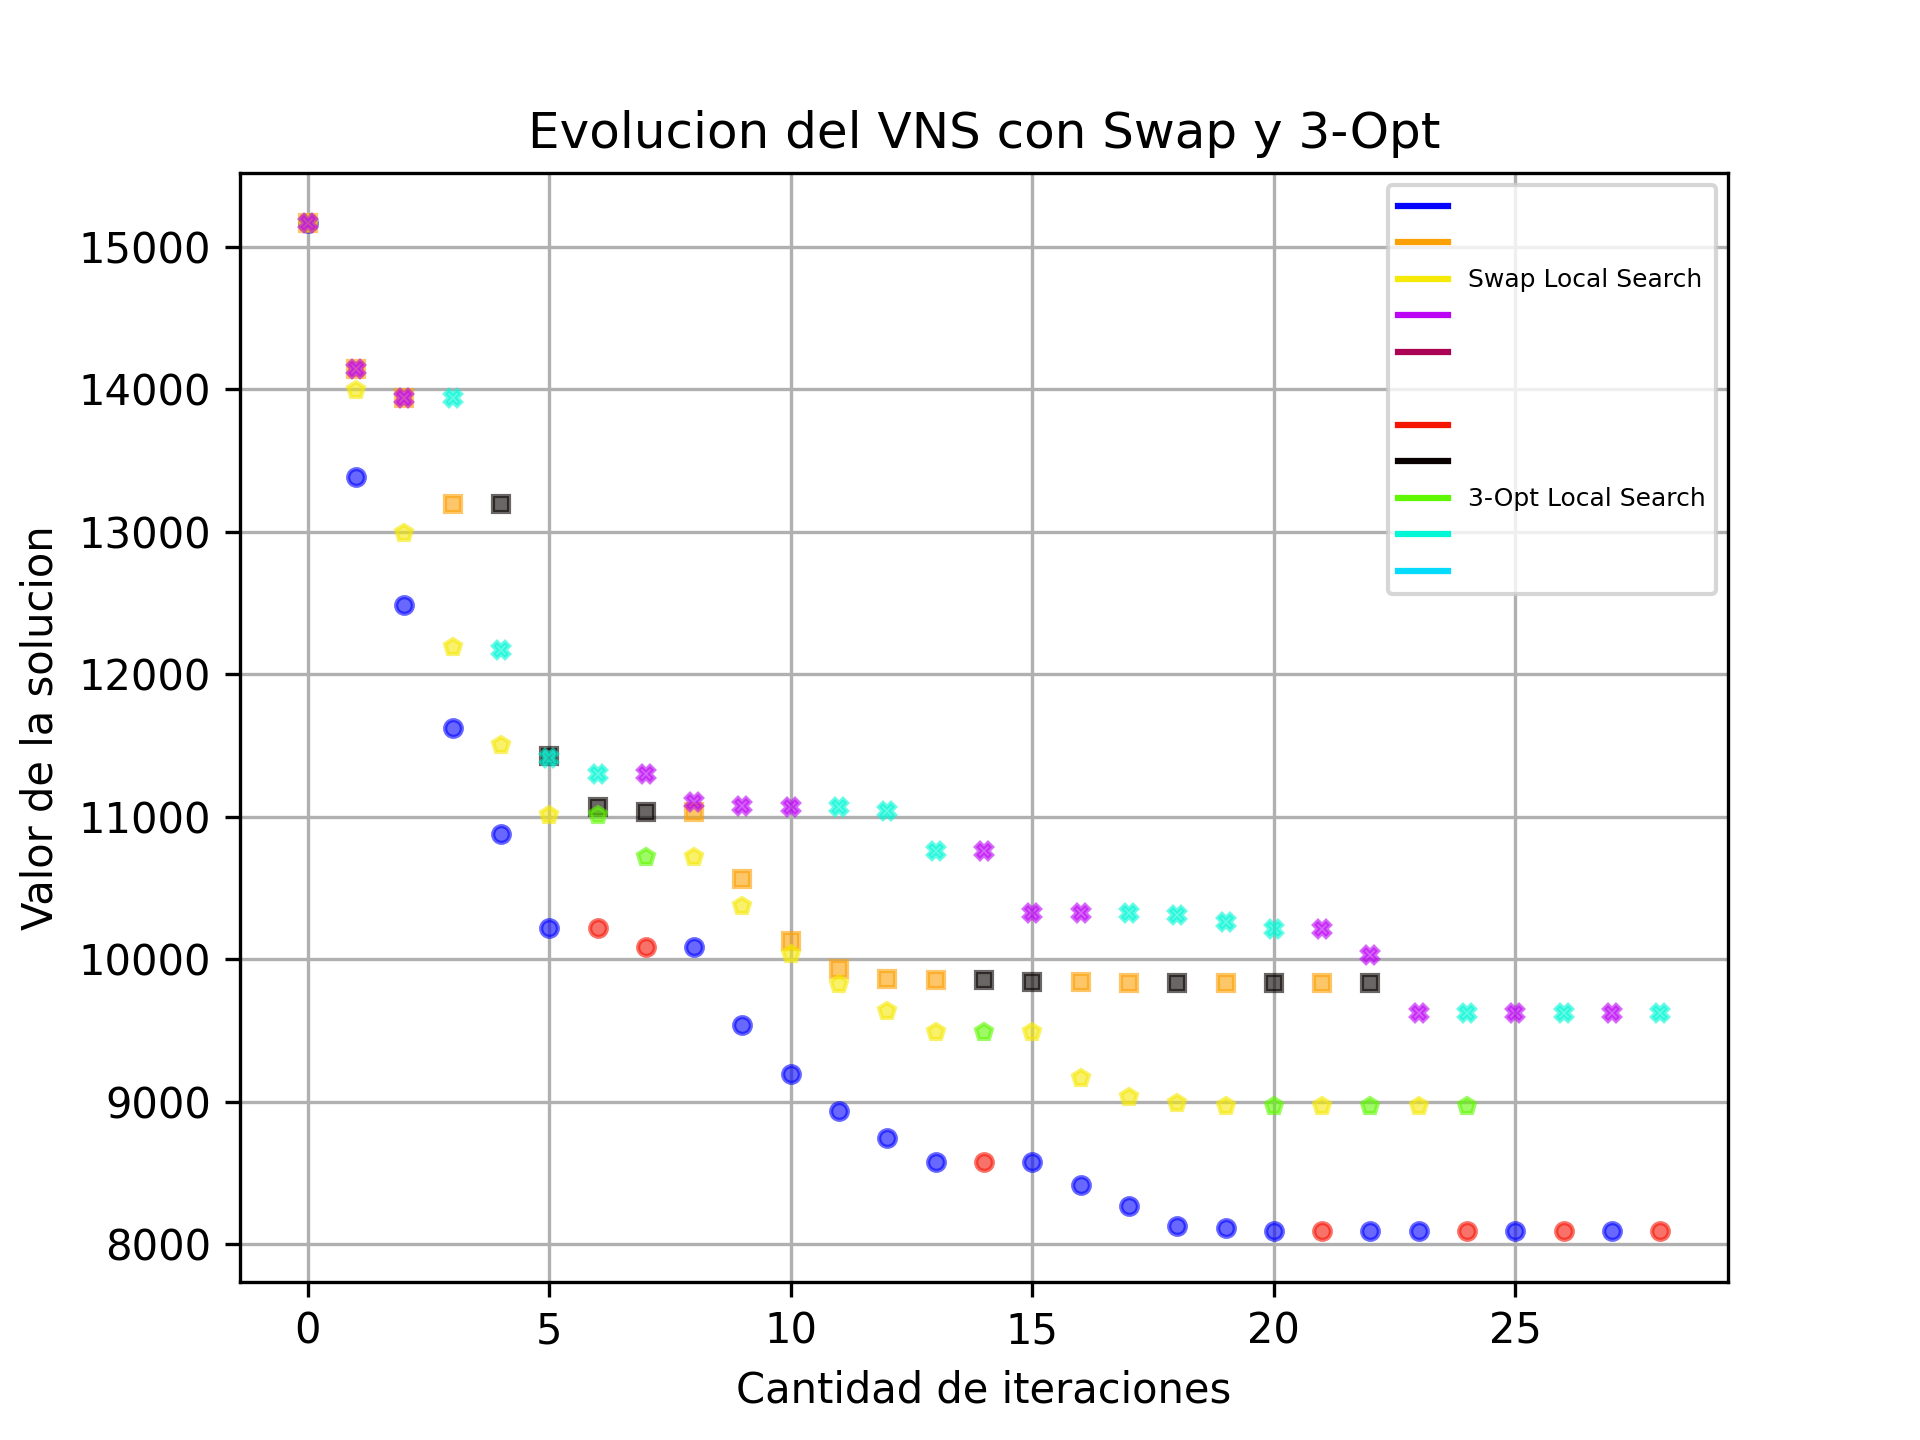 Evolucion del VNS con Swap y 3-Opt
15000
14000
13000
12000
11000
10000
9000
8000
Valor de la solucion
Swap Local Search
3-Opt Local Search
0 5 10 15 20 25
Cantidad de iteraciones